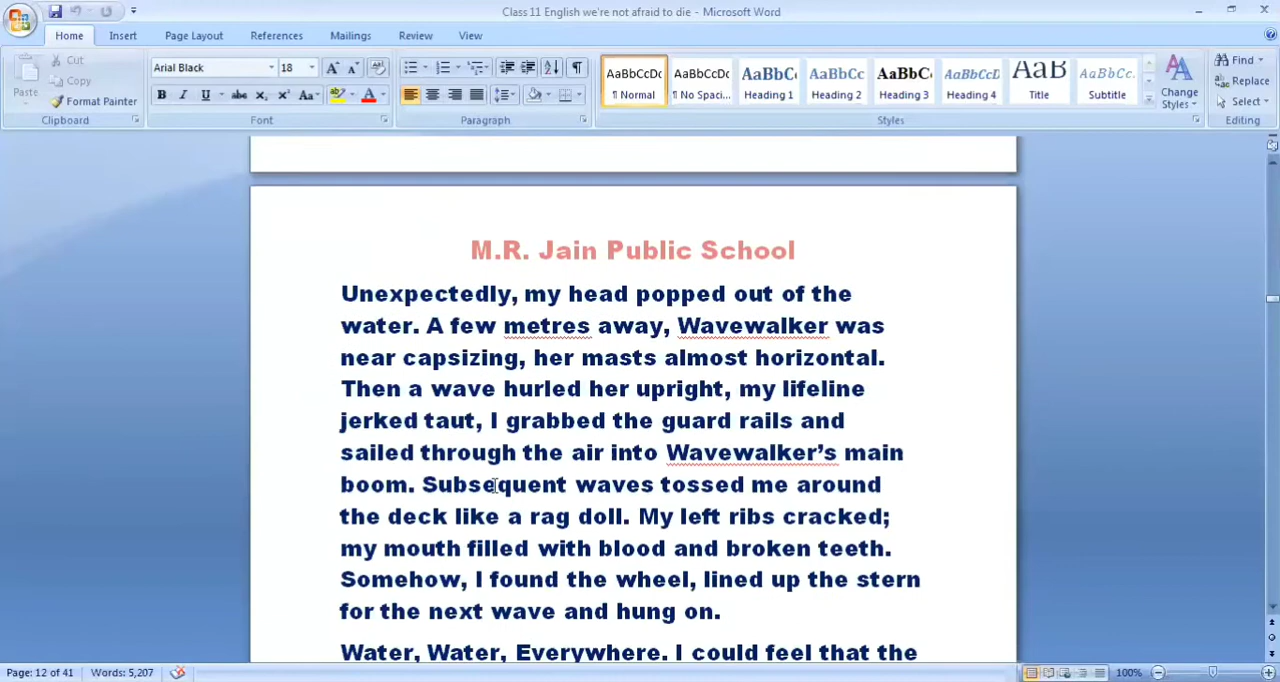 Class 11 English we're not afraid to die - Microsoft Word
Home Insert Page Layout References Mailings Review View
Paste
Cut
Copy
Format Painter
Clipboard
Arial Black 18
Font
Paragraph
AaBbCcDc AaBbCcDc AaBbC AaBbCc AaBbC AaBbCcD AaB AaBbCc.
¶ Normal ¶ No Spaci... Heading 1 Heading 2 Heading 3 Heading 4 Title Subtitle
Change
Styles
Styles
Find
Replace
Select
Editing
M.R. Jain Public School
Unexpectedly, my head popped out of the
water. A few metres away, Wavewalker was
near capsizing, her masts almost horizontal.
Then a wave hurled her upright, my lifeline
jerked taut, I grabbed the guard rails and
sailed through the air into Wavewalker’s main
boom. Subsequent waves tossed me around
the deck like a rag doll. My left ribs cracked;
my mouth filled with blood and broken teeth.
Somehow, I found the wheel, lined up the stern
for the next wave and hung on.
Water, Water, Everywhere. I could feel that the
Page: 12 of 41 Words: 5,207 100%